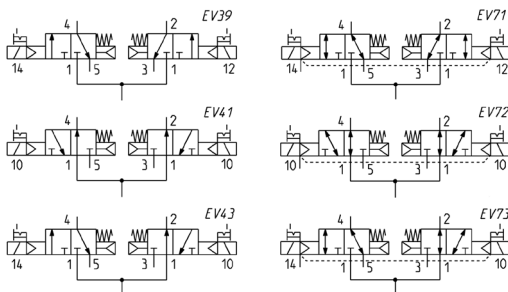 4 2 EV39
14 1 5 3 1 12
4 2 EV71
14 1 5 3 1 12
4 2 EV41
10 1 5 3 1 10
4 2 EV72
10 1 5 3 1 10
4 2 EV43
14 1 5 3 1 10
4 2 EV73
14 1 5 3 1 10